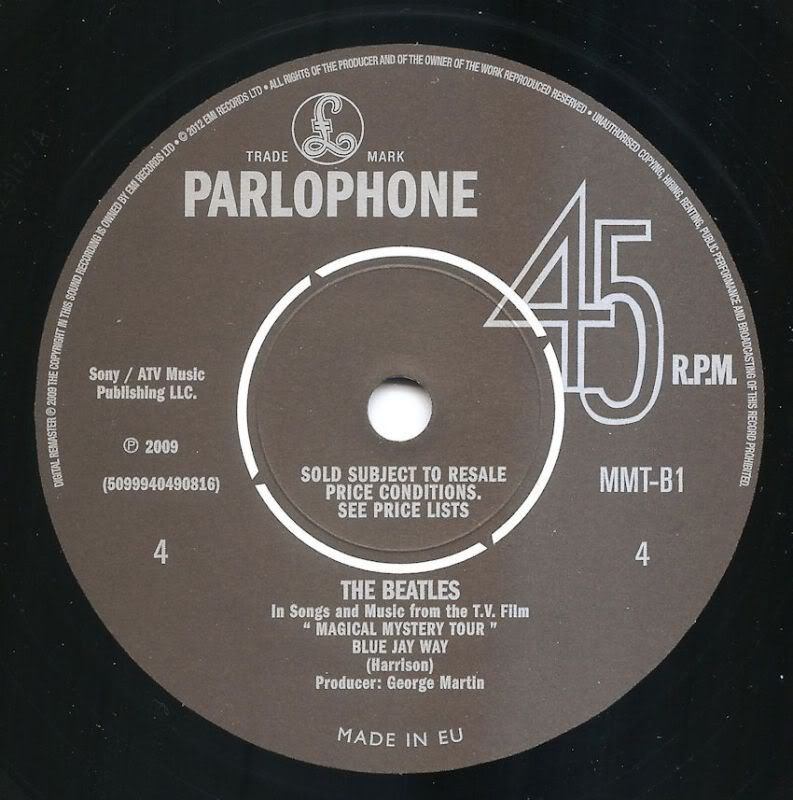 DIGITAL REMASTER ℗ 2009 THE COPYRIGHT IN THIS SOUND RECORDING IS OWNED BY EMI RECORDS LTD • © 2012 EMI RECORDS LTD • ALL RIGHTS OF THE PRODUCER AND OF THE OWNER OF THE WORK REPRODUCED RESERVED • UNAUTHORISED COPYING, HIRING, RENTING, PUBLIC PERFORMANCE AND BROADCASTING OF THIS RECORD PROHIBITED.
£
TRADE MARK
PARLOPHONE
45
R.P.M.
Sony / ATV Music
Publishing LLC.
℗ 2009
(5099940490816)
SOLD SUBJECT TO RESALE
PRICE CONDITIONS.
SEE PRICE LISTS
MMT-B1
4
4
THE BEATLES
In Songs and Music from the T.V. Film
“ MAGICAL MYSTERY TOUR ”
BLUE JAY WAY
(Harrison)
Producer: George Martin
MADE IN EU